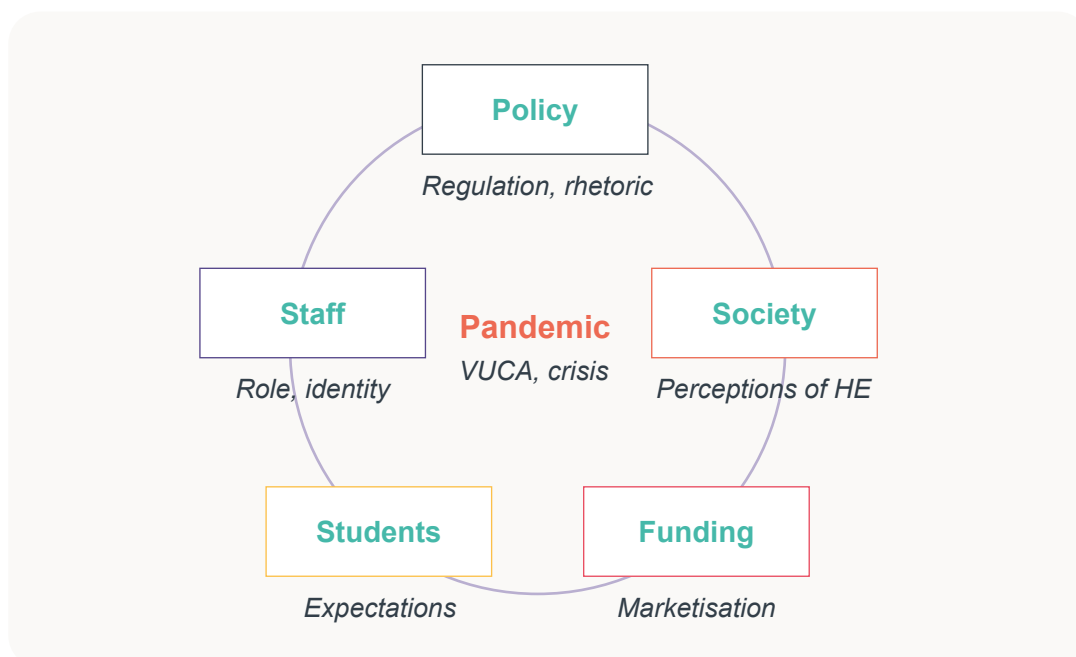 Policy
Regulation, rhetoric
Staff
Role, identity
Pandemic
VUCA, crisis
Society
Perceptions of HE
Students
Expectations
Funding
Marketisation